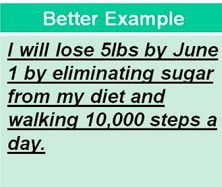 Better Example
I will lose 5lbs by June
1 by eliminating sugar
from my diet and
walking 10,000 steps a
day.